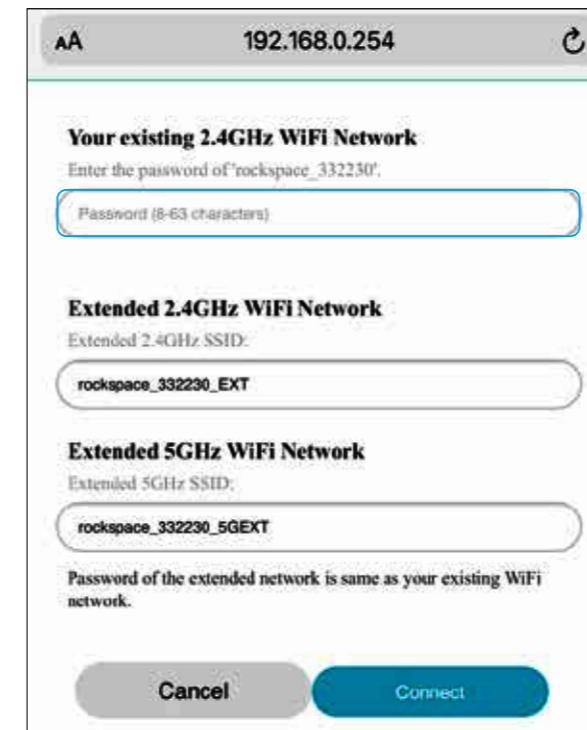 AA 192.168.0.254
Your existing 2.4GHz WiFi Network
Enter the password of 'rockspace_332230'.
Password (8-63 characters)
Extended 2.4GHz WiFi Network
Extended 2.4GHz SSID:
rockspace_332230_EXT
Extended 5GHz WiFi Network
Extended 5GHz SSID:
rockspace_332230_5GEXT
Password of the extended network is same as your existing WiFi
network.
Cancel Connect